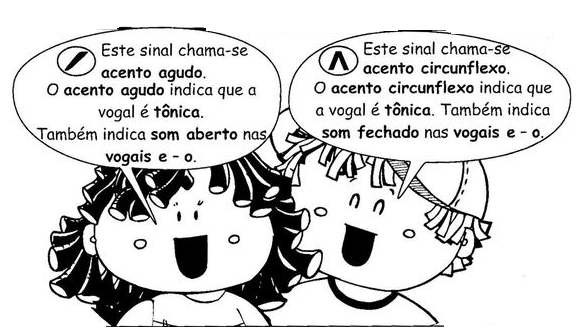 Este sinal chama-se
acento agudo.
O acento agudo indica que a
vogal é tônica.
Também indica som aberto nas
vogais e - o.
Este sinal chama-se
acento circunflexo.
O acento circunflexo indica que
a vogal é tônica. Também indica
som fechado nas vogais e - o.